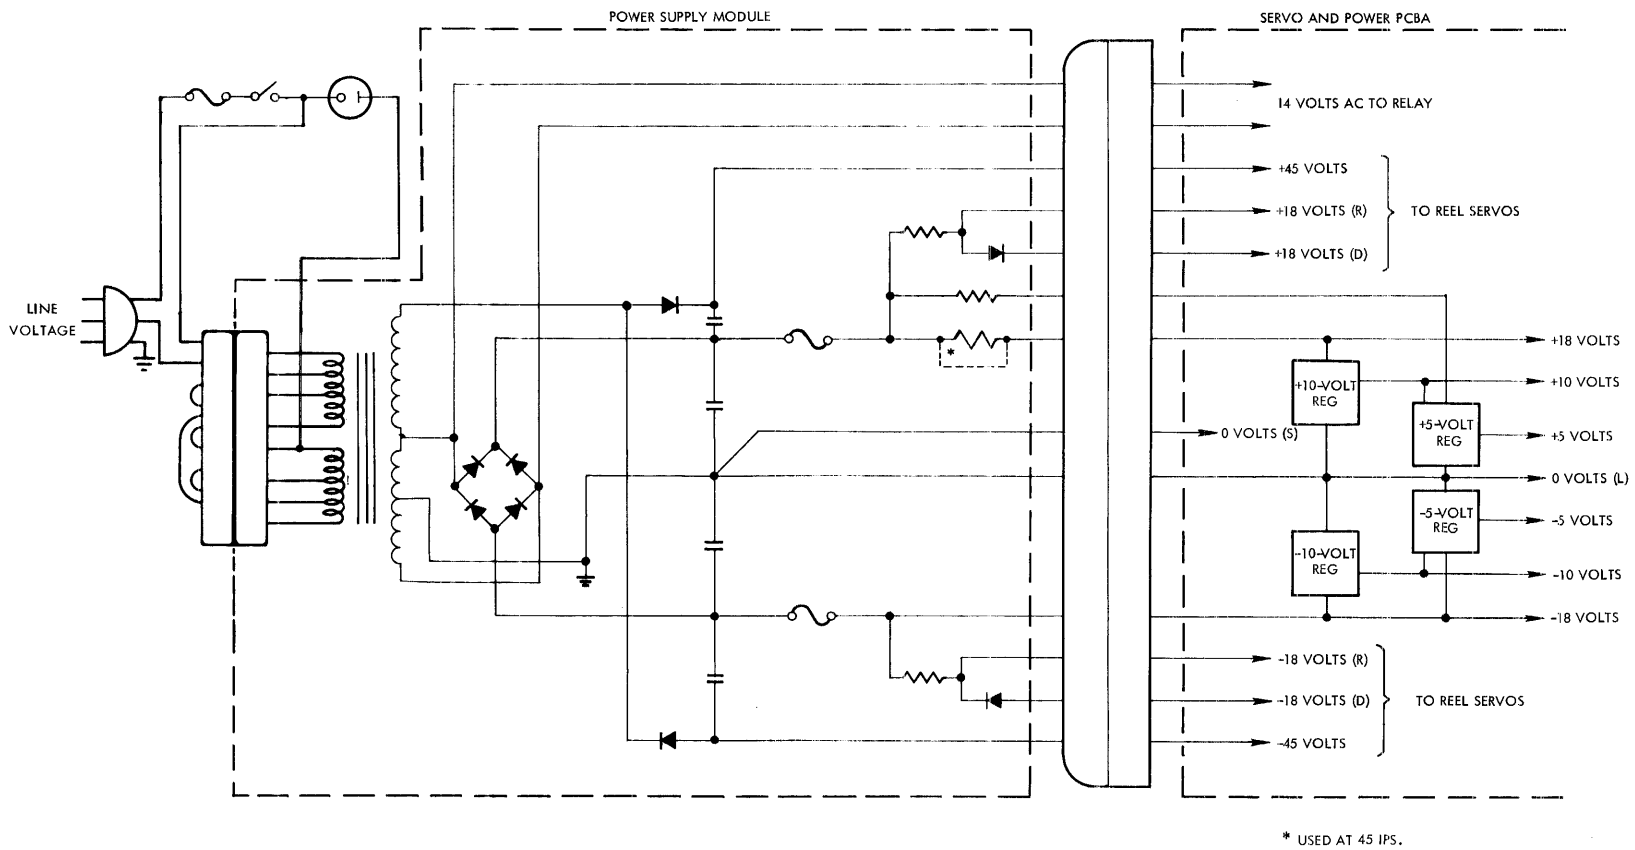 POWER SUPPLY MODULE
SERVO AND POWER PCBA
14 VOLTS AC TO RELAY
+45 VOLTS
+18 VOLTS (R)
TO REEL SERVOS
+18 VOLTS (D)
LINE
VOLTAGE
*
+18 VOLTS
+10-VOLT
REG
+10 VOLTS
+5-VOLT
REG
0 VOLTS (S)
+5 VOLTS
0 VOLTS (L)
-5-VOLT
REG
-5 VOLTS
-10-VOLT
REG
-10 VOLTS
-18 VOLTS
-18 VOLTS (R)
-18 VOLTS (D)
TO REEL SERVOS
-45 VOLTS
* USED AT 45 IPS.